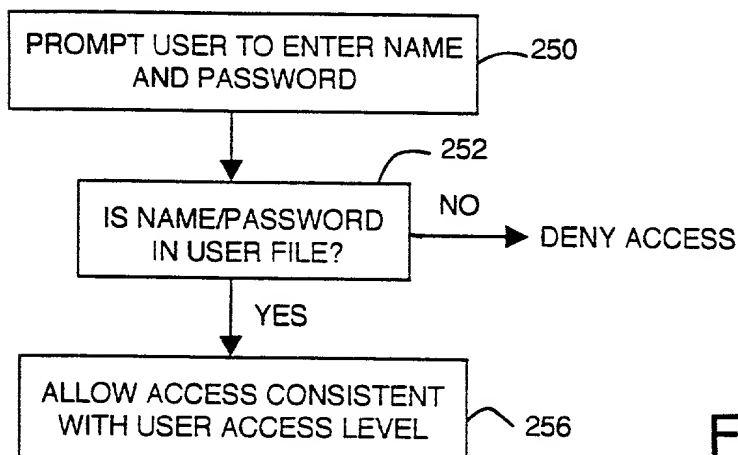 PROMPT USER TO ENTER NAME
AND PASSWORD
250
252
IS NAME/PASSWORD
IN USER FILE?
NO
DENY ACCESS
YES
ALLOW ACCESS CONSISTENT
WITH USER ACCESS LEVEL
256
F